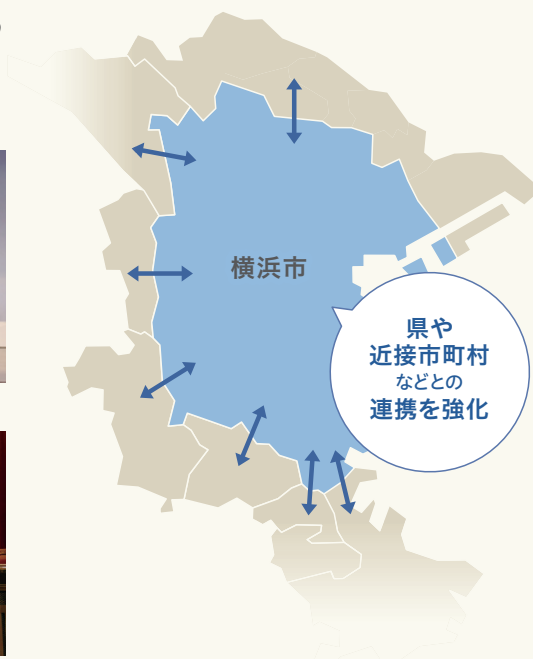 横浜市
県や
近接市町村
などとの
連携を強化